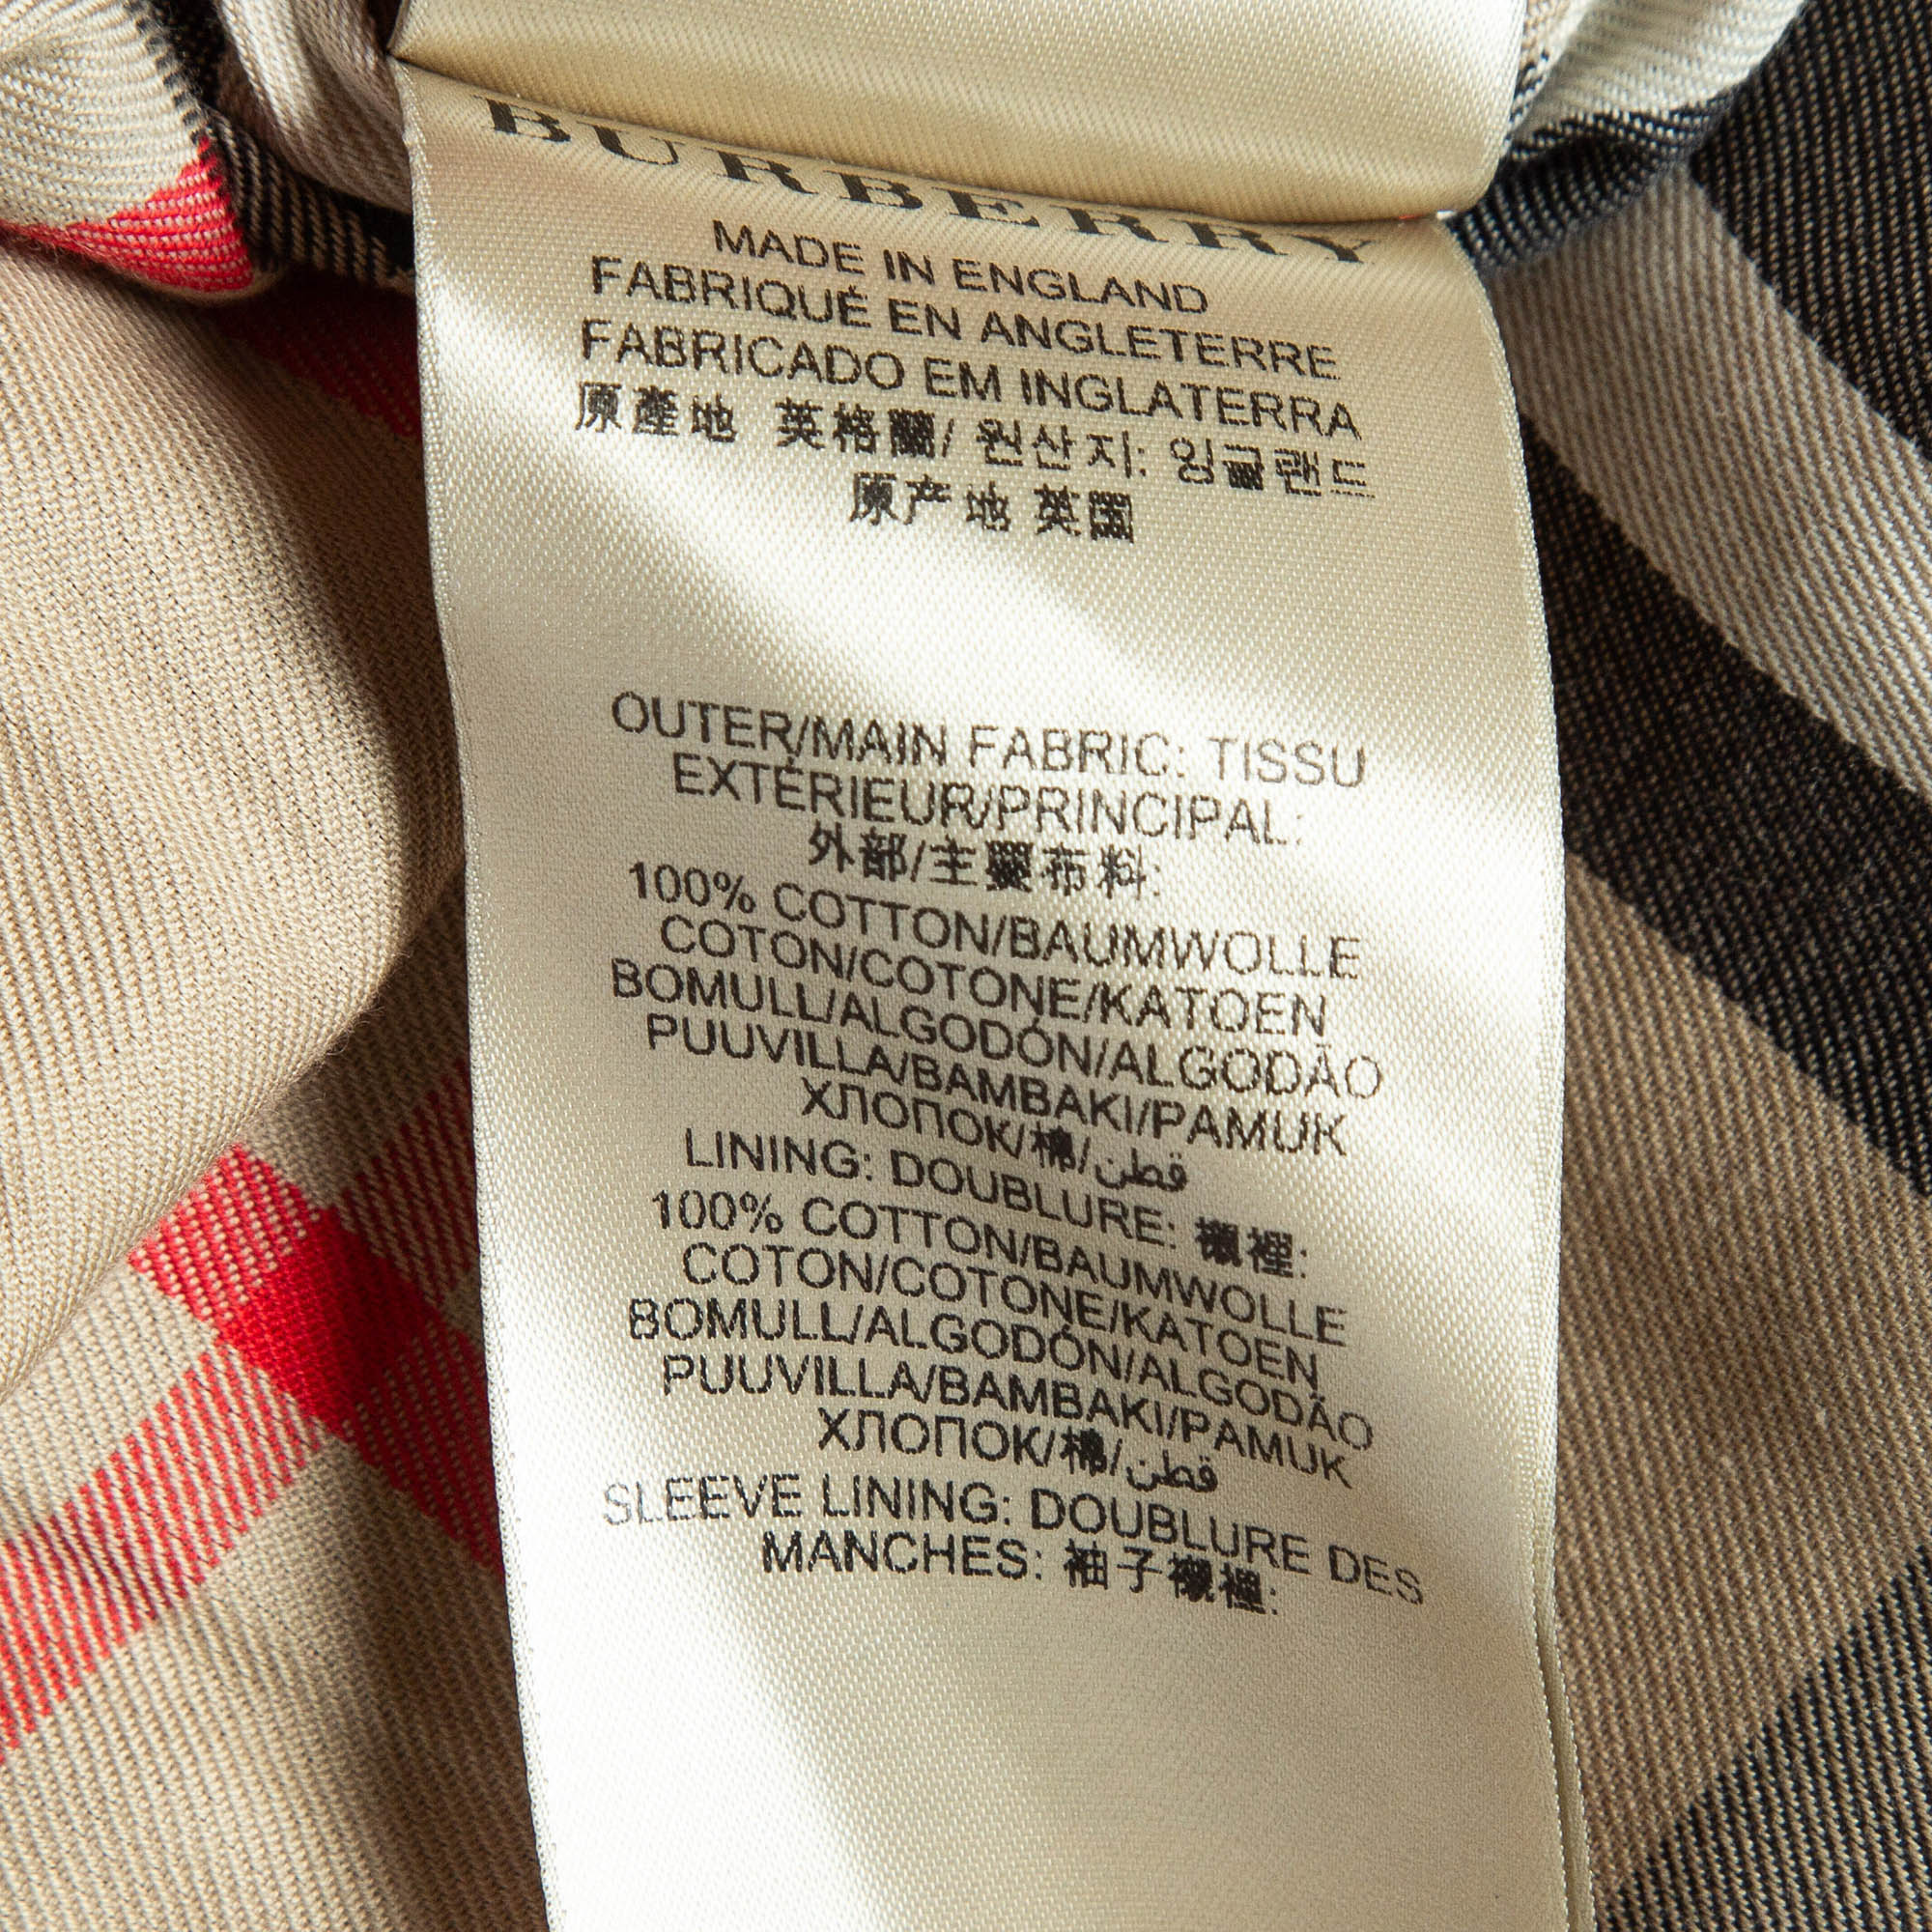 BURBERRY
MADE IN ENGLAND
FABRIQUÉ EN ANGLETERRE
FABRICADO EM INGLATERRA
原產地 英格蘭/ 원산지: 잉글랜드
原产地 英国
OUTER/MAIN FABRIC: TISSU
EXTÉRIEUR/PRINCIPAL:
外部/主要布料:
100% COTTON/BAUMWOLLE
COTON/COTONE/KATOEN
BOMULL/ALGODÓN/ALGODÃO
PUUVILLA/BAMBAKI/PAMUK
ХЛОПОК/棉/قطن
LINING: DOUBLURE: 襯裡:
100% COTTON/BAUMWOLLE
COTON/COTONE/KATOEN
BOMULL/ALGODÓN/ALGODÃO
PUUVILLA/BAMBAKI/PAMUK
ХЛОПОК/棉/قطن
SLEEVE LINING: DOUBLURE DES
MANCHES: 袖子襯裡: